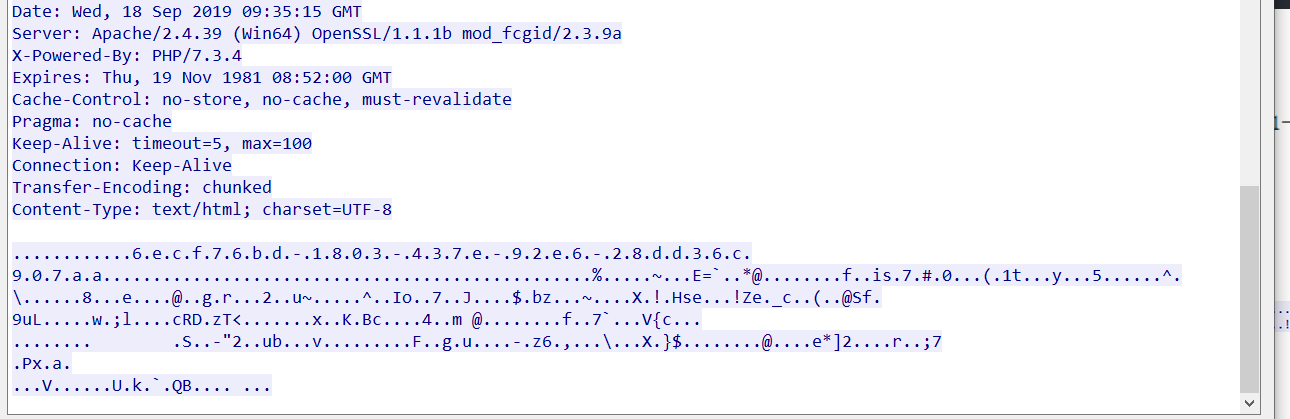 Date: Wed, 18 Sep 2019 09:35:15 GMT
Server: Apache/2.4.39 (Win64) OpenSSL/1.1.1b mod_fcgid/2.3.9a
X-Powered-By: PHP/7.3.4
Expires: Thu, 19 Nov 1981 08:52:00 GMT
Cache-Control: no-store, no-cache, must-revalidate
Pragma: no-cache
Keep-Alive: timeout=5, max=100
Connection: Keep-Alive
Transfer-Encoding: chunked
Content-Type: text/html; charset=UTF-8
............6.e.c.f.7.6.b.d.-.1.8.0.3.-.4.3.7.e.-.9.2.e.6.-.2.8.d.d.3.6.c.
9.0.7.a.a.................................................%.....~...E=`..*@........f..is.7.#.0...(.1t...y...5......^.
\......8...e....@..g.r...2..u~.....^..Io..7..J....$.bz...~....X.!.Hse...!Ze._c..(..@Sf.
9uL.....w.;l....cRD.zT<.......x..K.Bc....4..m @........f..7`...V{c...
........ .S..-"2..ub...v.........F..g.u....-.z6.,...\...X.}$........@....e*]2....r..;7
.Px.a.
...V......U.k.`.QB.... ...